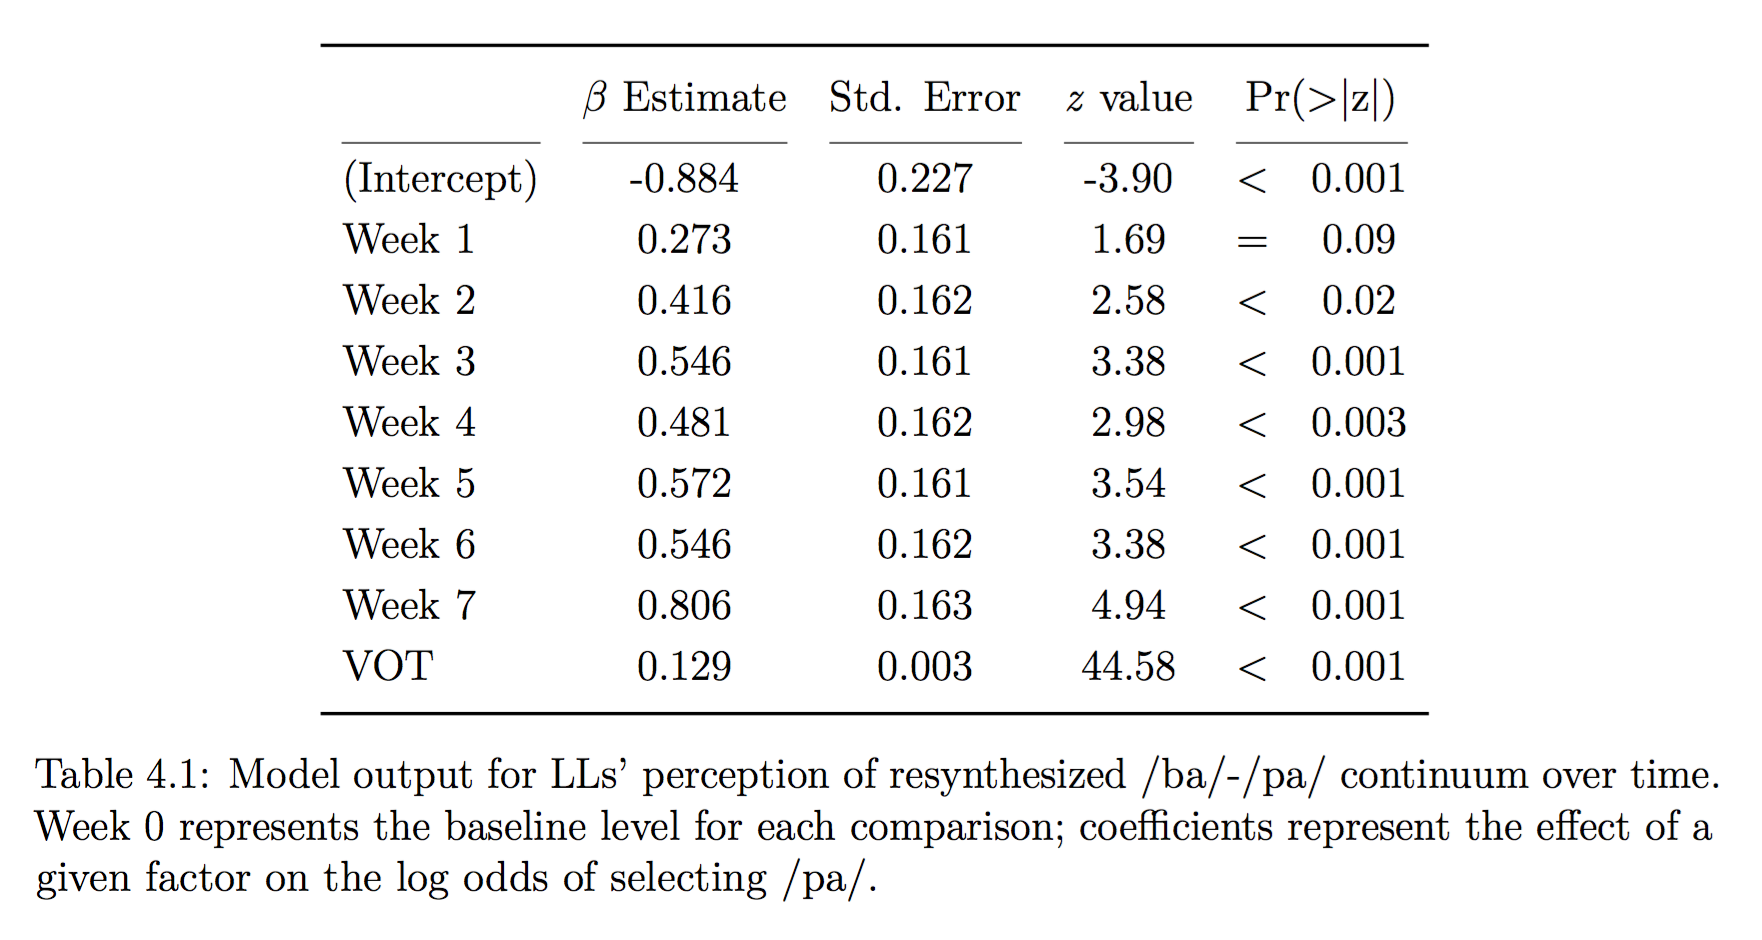 β Estimate Std. Error z value Pr(>|z|)
(Intercept) -0.884 0.227 -3.90 < 0.001
Week 1 0.273 0.161 1.69 = 0.09
Week 2 0.416 0.162 2.58 < 0.02
Week 3 0.546 0.161 3.38 < 0.001
Week 4 0.481 0.162 2.98 < 0.003
Week 5 0.572 0.161 3.54 < 0.001
Week 6 0.546 0.162 3.38 < 0.001
Week 7 0.806 0.163 4.94 < 0.001
VOT 0.129 0.003 44.58 < 0.001
Table 4.1: Model output for LLs' perception of resynthesized /ba/-/pa/ continuum over time.
Week 0 represents the baseline level for each comparison; coefficients represent the effect of a
given factor on the log odds of selecting /pa/.